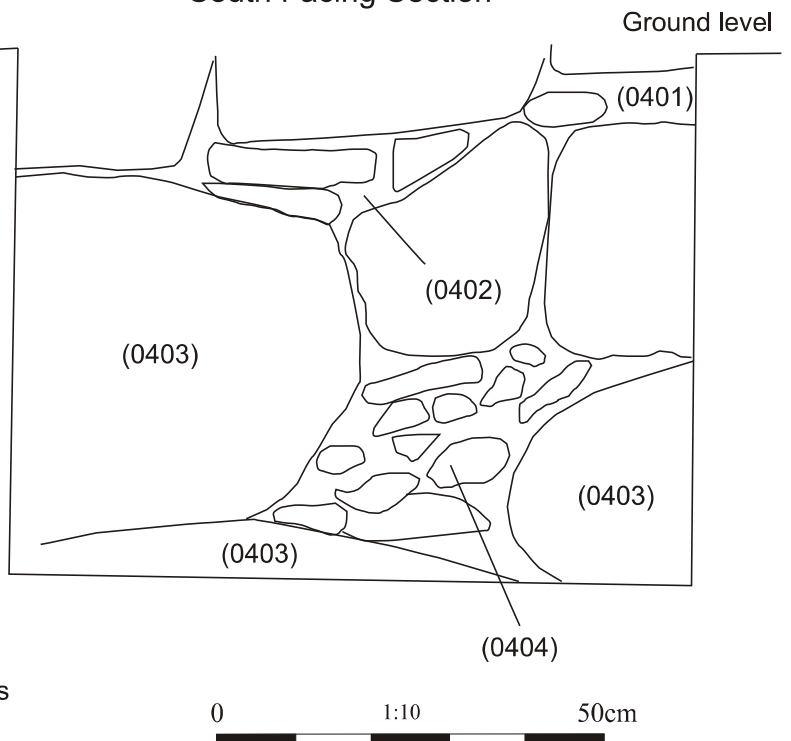 South Facing Section
Ground level
(0401)
(0402)
(0403)
(0403)
(0403)
(0404)
0 1:10 50cm